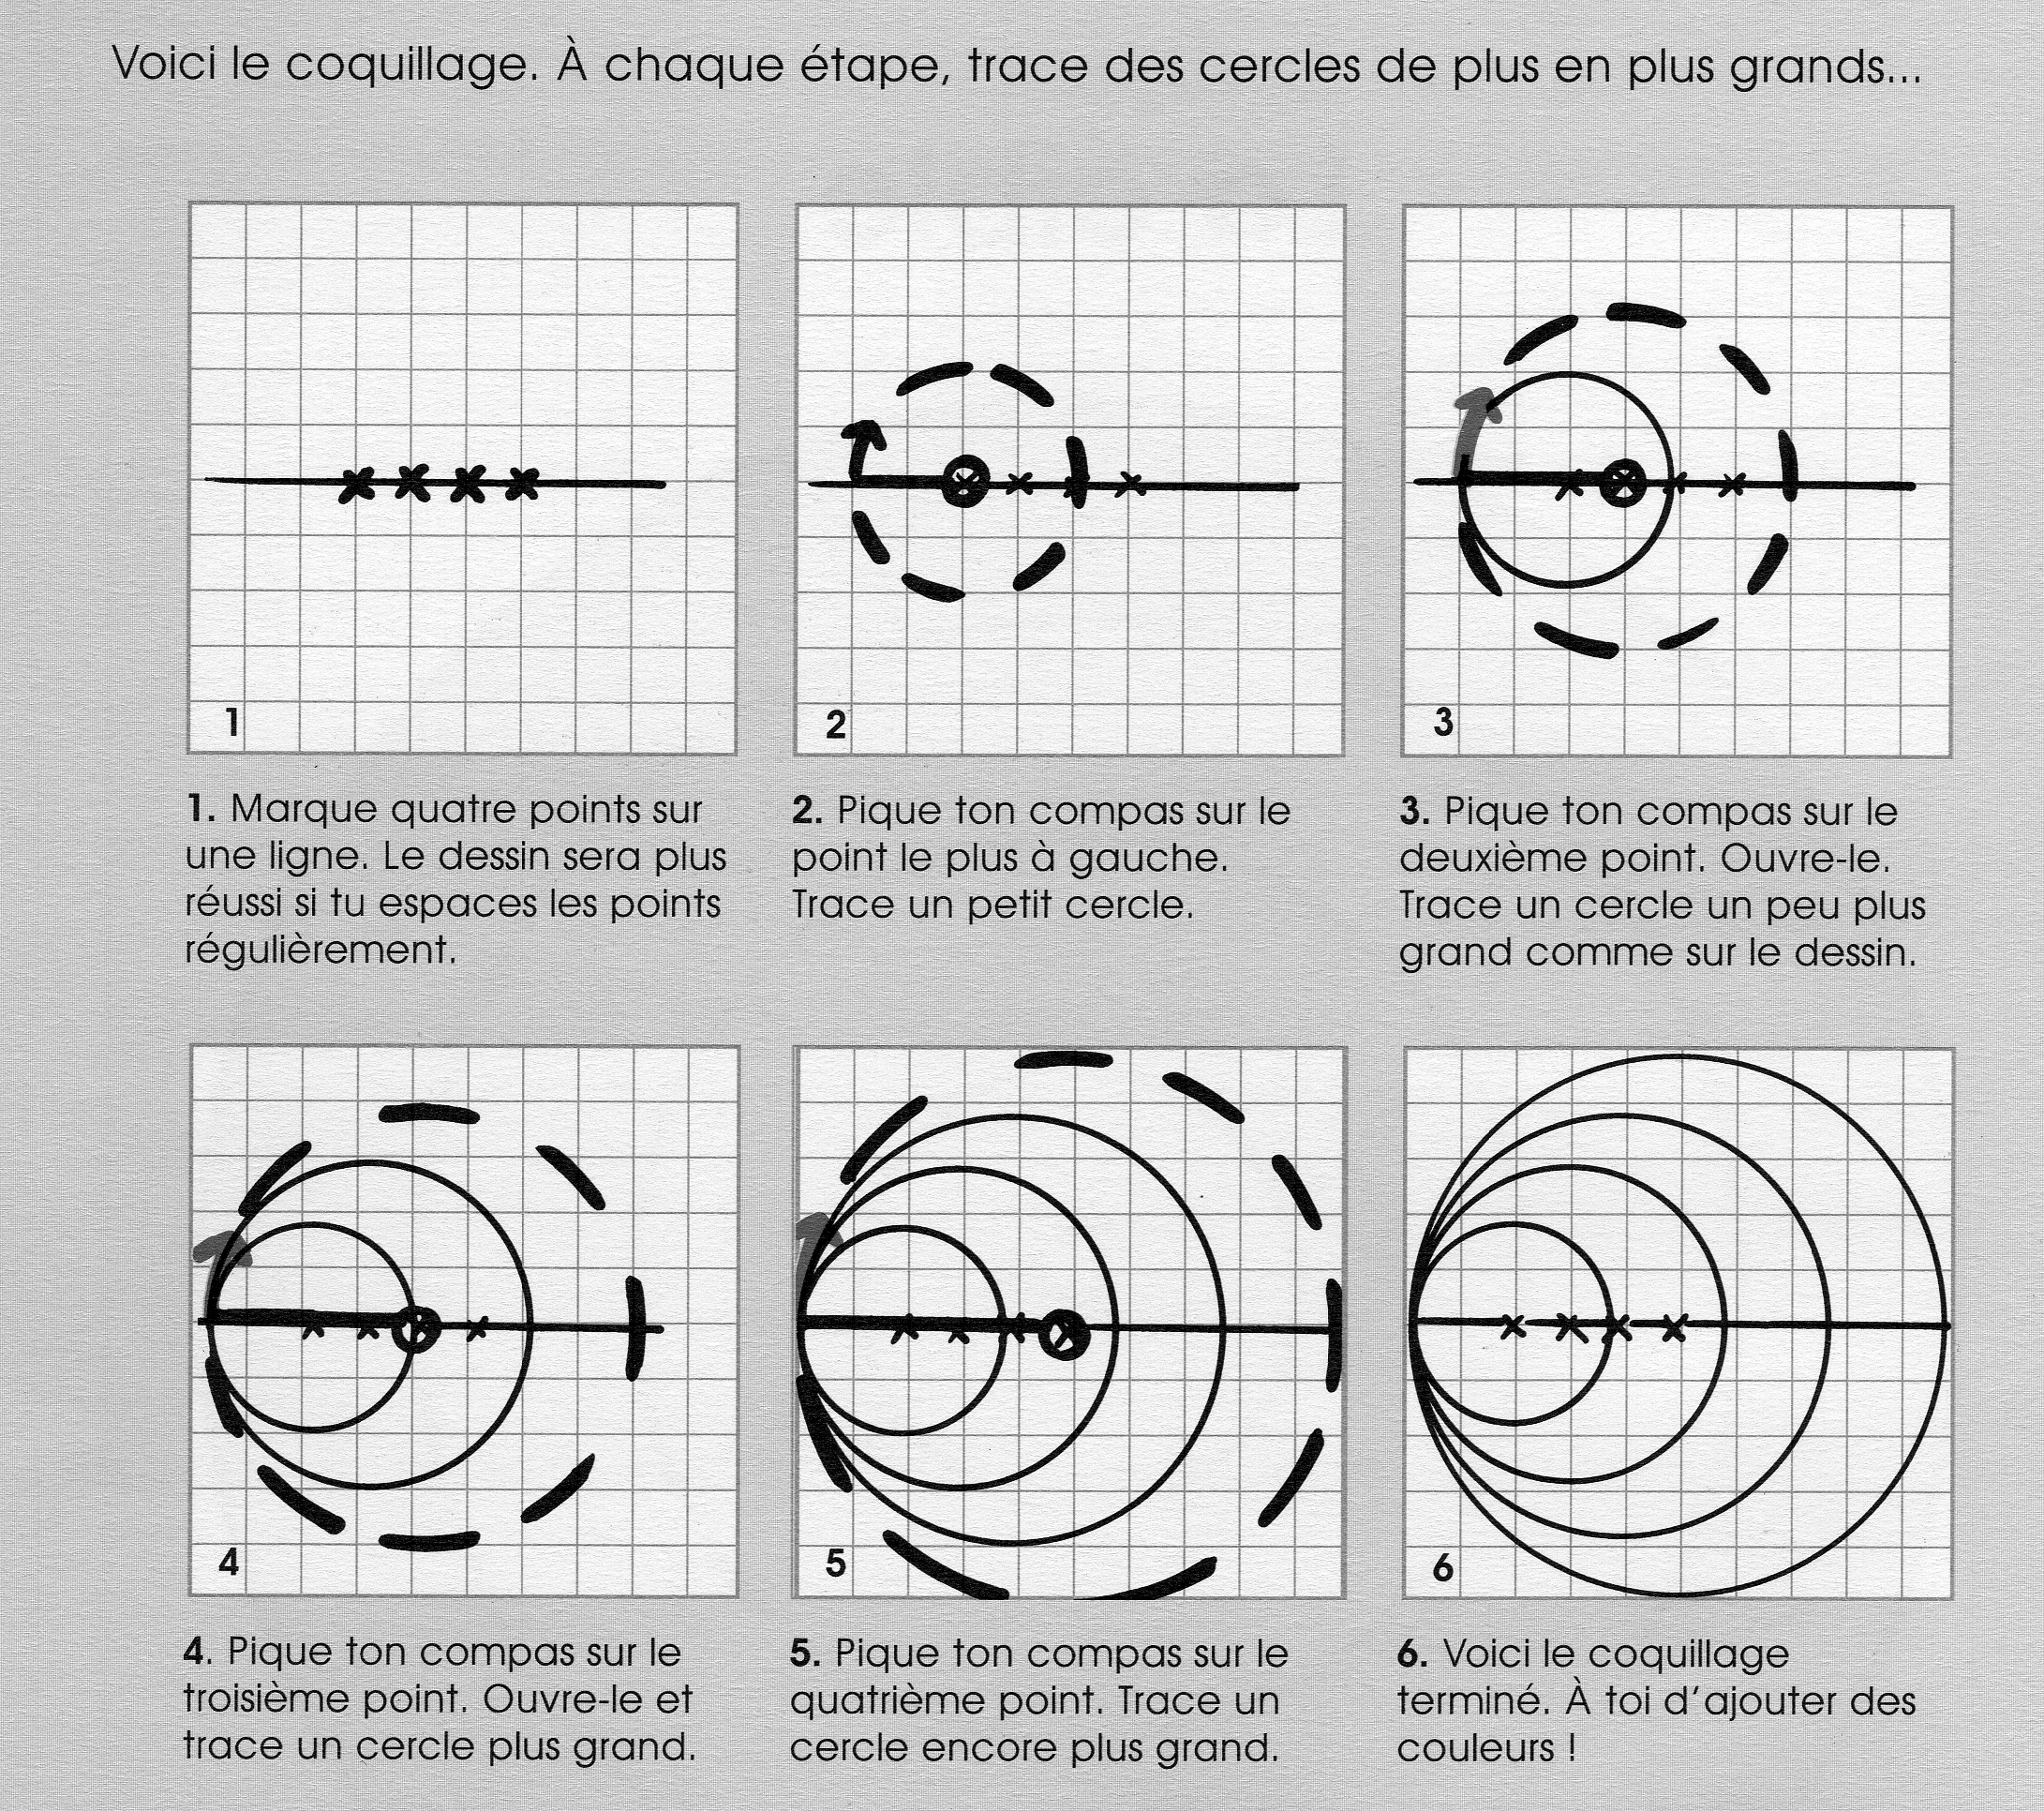 Voici le coquillage. À chaque étape, trace des cercles de plus en plus grands...
1
2
3
1. Marque quatre points sur
une ligne. Le dessin sera plus
réussi si tu espaces les points
régulièrement.
2. Pique ton compas sur le
point le plus à gauche.
Trace un petit cercle.
3. Pique ton compas sur le
deuxième point. Ouvre-le.
Trace un cercle un peu plus
grand comme sur le dessin.
4
5
6
4. Pique ton compas sur le
troisième point. Ouvre-le et
trace un cercle plus grand.
5. Pique ton compas sur le
quatrième point. Trace un
cercle encore plus grand.
6. Voici le coquillage
terminé. À toi d'ajouter des
couleurs !